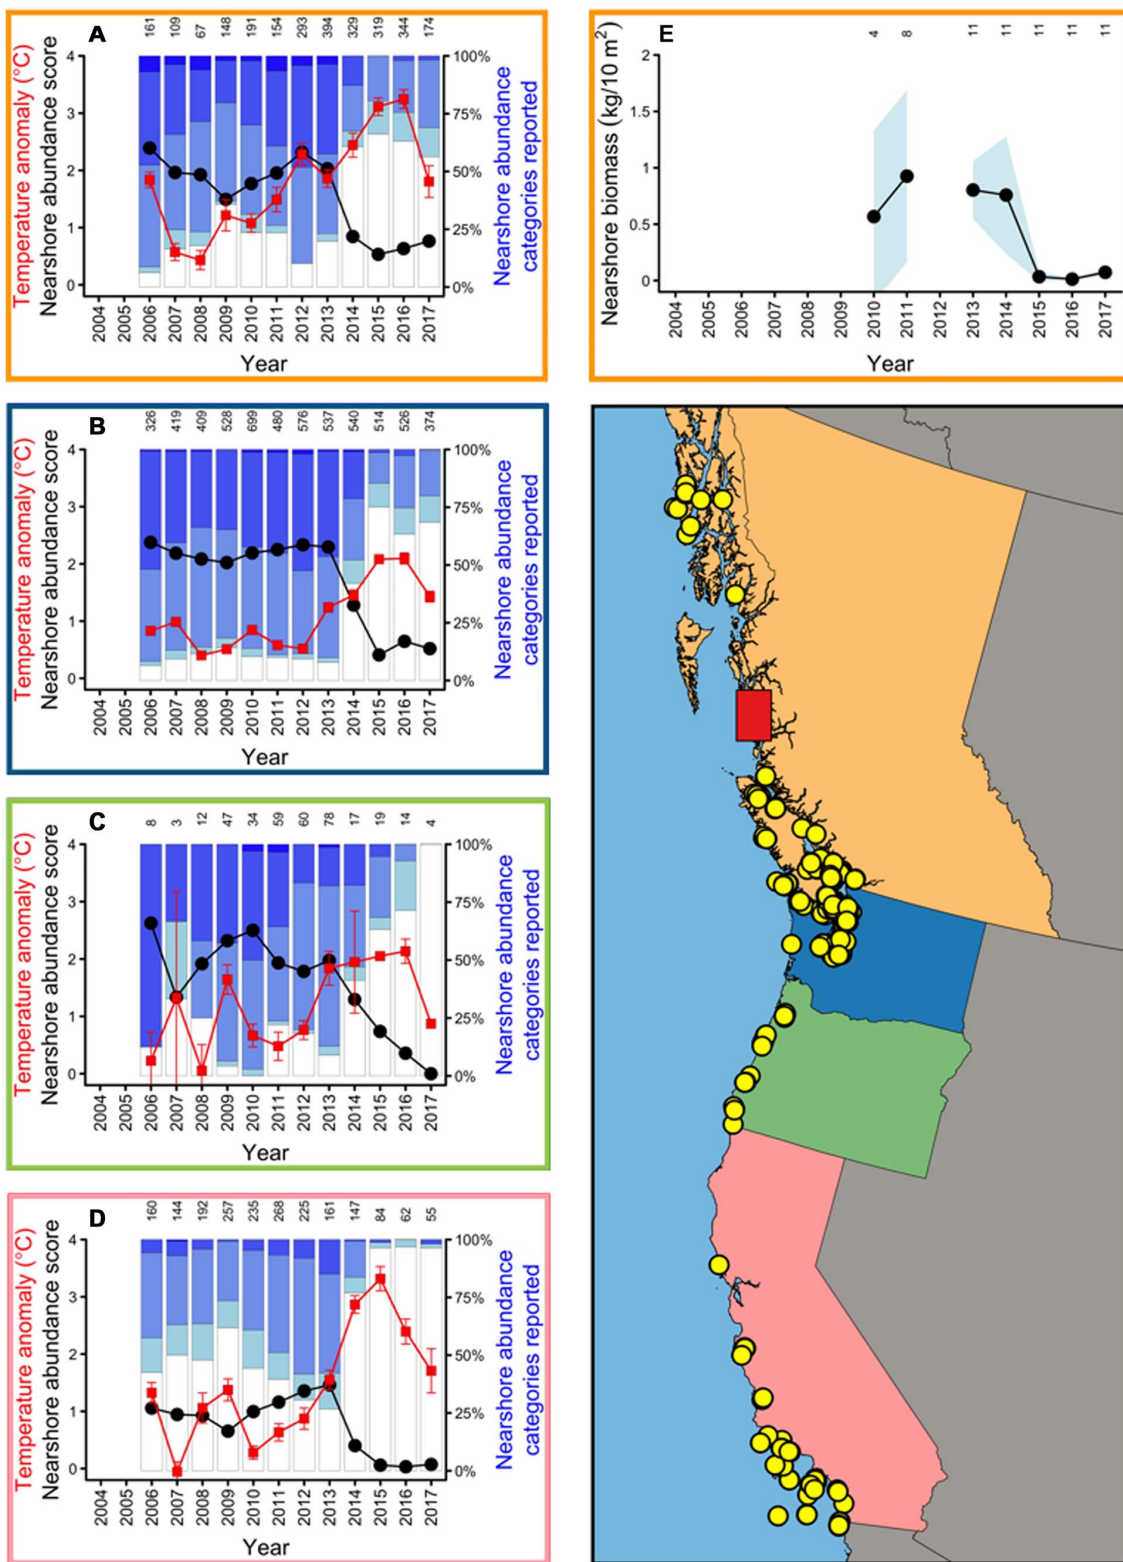 A
161 109 67 148 191 154 293 394 329 319 344 174
Temperature anomaly (°C)
Nearshore abundance score
4
3
2
1
0
100%
75%
50%
25%
0%
Nearshore abundance
categories reported
2004 2005 2006 2007 2008 2009 2010 2011 2012 2013 2014 2015 2016 2017
Year
B
326 419 409 528 699 480 576 537 540 514 526 374
Temperature anomaly (°C)
Nearshore abundance score
4
3
2
1
0
100%
75%
50%
25%
0%
Nearshore abundance
categories reported
2004 2005 2006 2007 2008 2009 2010 2011 2012 2013 2014 2015 2016 2017
Year
C
8 3 12 47 34 59 60 78 17 19 14 4
Temperature anomaly (°C)
Nearshore abundance score
4
3
2
1
0
100%
75%
50%
25%
0%
Nearshore abundance
categories reported
2004 2005 2006 2007 2008 2009 2010 2011 2012 2013 2014 2015 2016 2017
Year
D
160 144 192 257 235 268 225 161 147 84 62 55
Temperature anomaly (°C)
Nearshore abundance score
4
3
2
1
0
100%
75%
50%
25%
0%
Nearshore abundance
categories reported
2004 2005 2006 2007 2008 2009 2010 2011 2012 2013 2014 2015 2016 2017
Year
E
4 8 11 11 11 11 11
Nearshore biomass (kg/10 m²)
2
1.5
1
0.5
0
2004 2005 2006 2007 2008 2009 2010 2011 2012 2013 2014 2015 2016 2017
Year